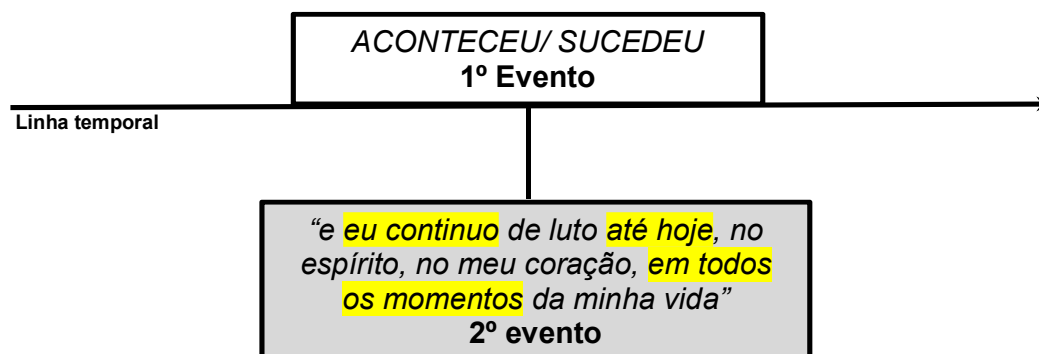 ACONTECEU/ SUCEDEU
1º Evento
Linha temporal
“e eu continuo de luto até hoje, no
espírito, no meu coração, em todos
os momentos da minha vida”
2º evento